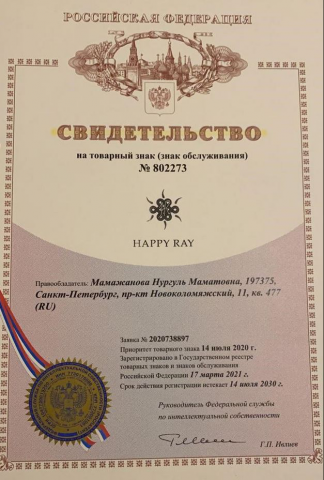 РОССИЙСКАЯ ФЕДЕРАЦИЯ
СВИДЕТЕЛЬСТВО
на товарный знак (знак обслуживания)
№ 802273
HAPPY RAY
Правообладатель: Мамажанова Нургуль Маматовна, 197375,
Санкт-Петербург, пр-кт Новоколомяжский, 11, кв. 477
(RU)
Заявка № 2020738897
Приоритет товарного знака 14 июля 2020 г.
Зарегистрировано в Государственном реестре
товарных знаков и знаков обслуживания
Российской Федерации 17 марта 2021 г.
Срок действия регистрации истекает 14 июля 2030 г.
Руководитель Федеральной службы
по интеллектуальной собственности
Г.П. Ивлиев